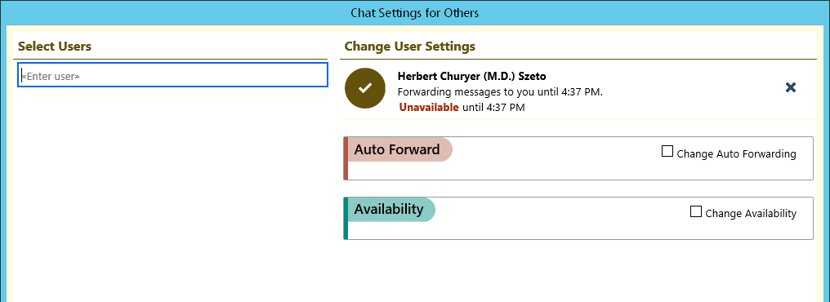 Chat Settings for Others
Select Users
«Enter user»
Change User Settings
Herbert Churyer (M.D.) Szeto
Forwarding messages to you until 4:37 PM.
Unavailable until 4:37 PM
Auto Forward
Change Auto Forwarding
Availability
Change Availability